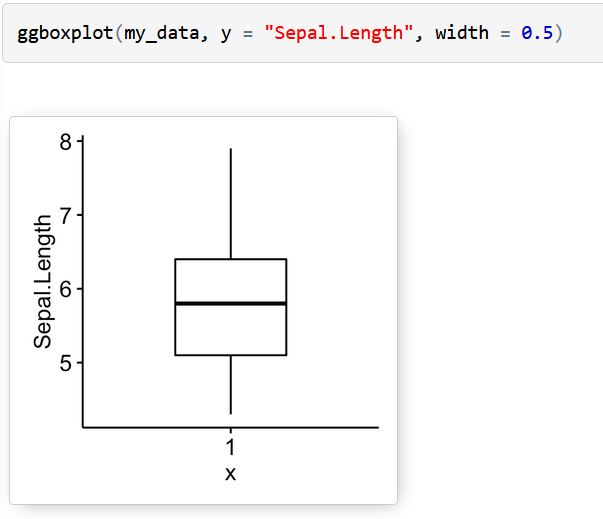 ggboxplot(my_data, y = "Sepal.Length", width = 0.5)
8
7
6
5
Sepal.Length
1
x